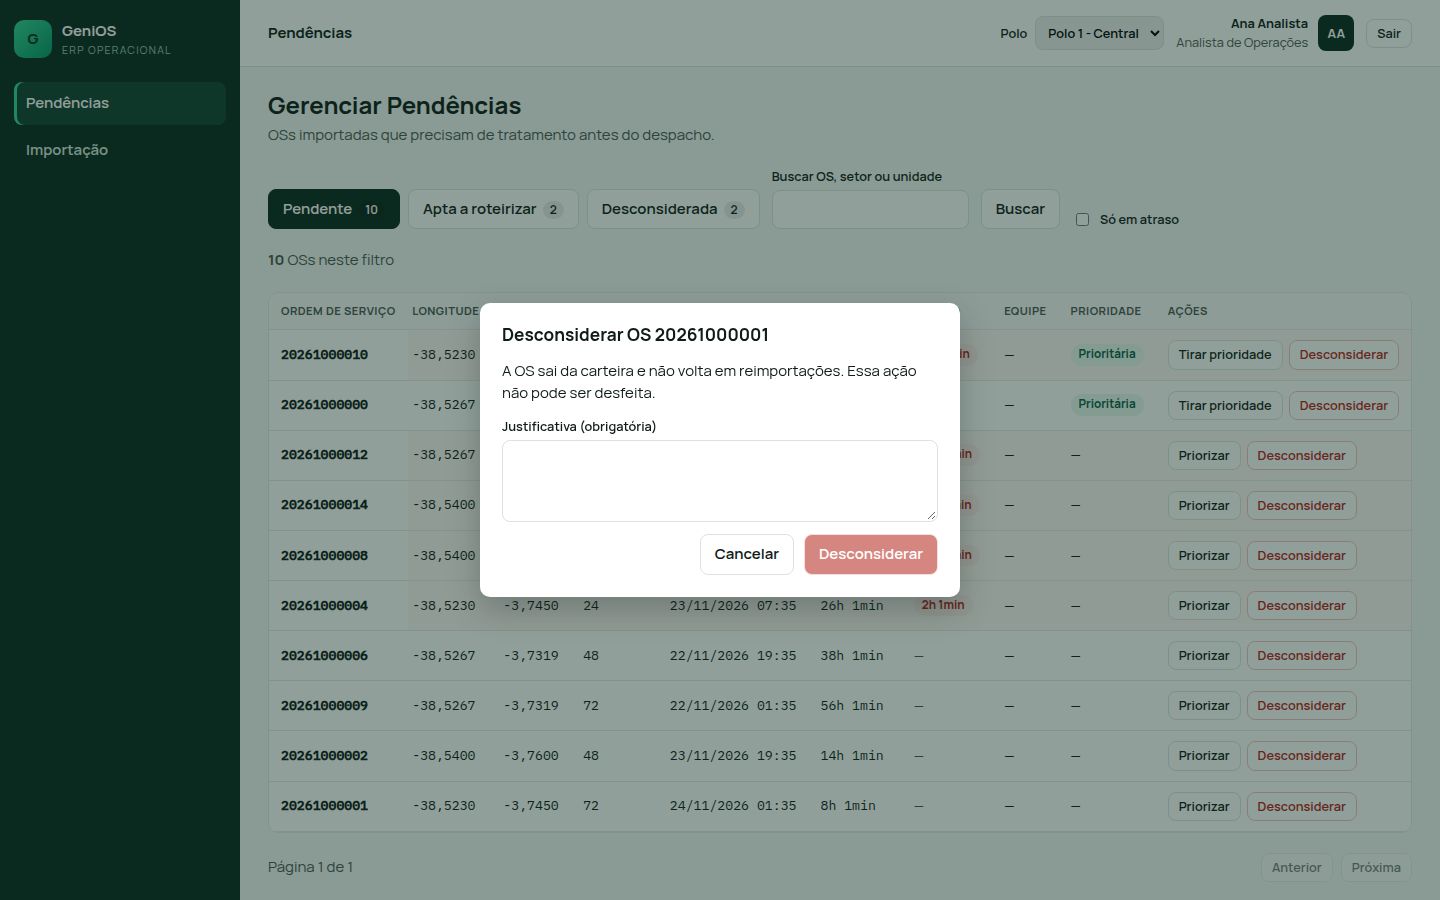 G
GeniOS
ERP OPERACIONAL
Pendências
Importação
Pendências
Polo
Polo 1 - Central
Ana Analista
Analista de Operações
AA
Sair
Gerenciar Pendências
OSs importadas que precisam de tratamento antes do despacho.
Pendente 10
Apta a roteirizar 2
Desconsiderada 2
Buscar OS, setor ou unidade
Buscar
Só em atraso
10 OSs neste filtro
ORDEM DE SERVIÇO LONGITUDE EQUIPE PRIORIDADE AÇÕES
20261000010 -38,5230 — Prioritária Tirar prioridade Desconsiderar
20261000000 -38,5267 — Prioritária Tirar prioridade Desconsiderar
20261000012 -38,5267 — — Priorizar Desconsiderar
20261000014 -38,5400 — — Priorizar Desconsiderar
20261000008 -38,5400 — — Priorizar Desconsiderar
20261000004 -38,5230 -3,7450 24 23/11/2026 07:35 26h 1min 2h 1min — — Priorizar Desconsiderar
20261000006 -38,5267 -3,7319 48 22/11/2026 19:35 38h 1min — — — Priorizar Desconsiderar
20261000009 -38,5267 -3,7319 72 22/11/2026 01:35 56h 1min — — — Priorizar Desconsiderar
20261000002 -38,5400 -3,7600 48 23/11/2026 19:35 14h 1min — — — Priorizar Desconsiderar
20261000001 -38,5230 -3,7450 72 24/11/2026 01:35 8h 1min — — — Priorizar Desconsiderar
Desconsiderar OS 20261000001
A OS sai da carteira e não volta em reimportações. Essa ação
não pode ser desfeita.
Justificativa (obrigatória)
Cancelar
Desconsiderar
Página 1 de 1
Anterior
Próxima